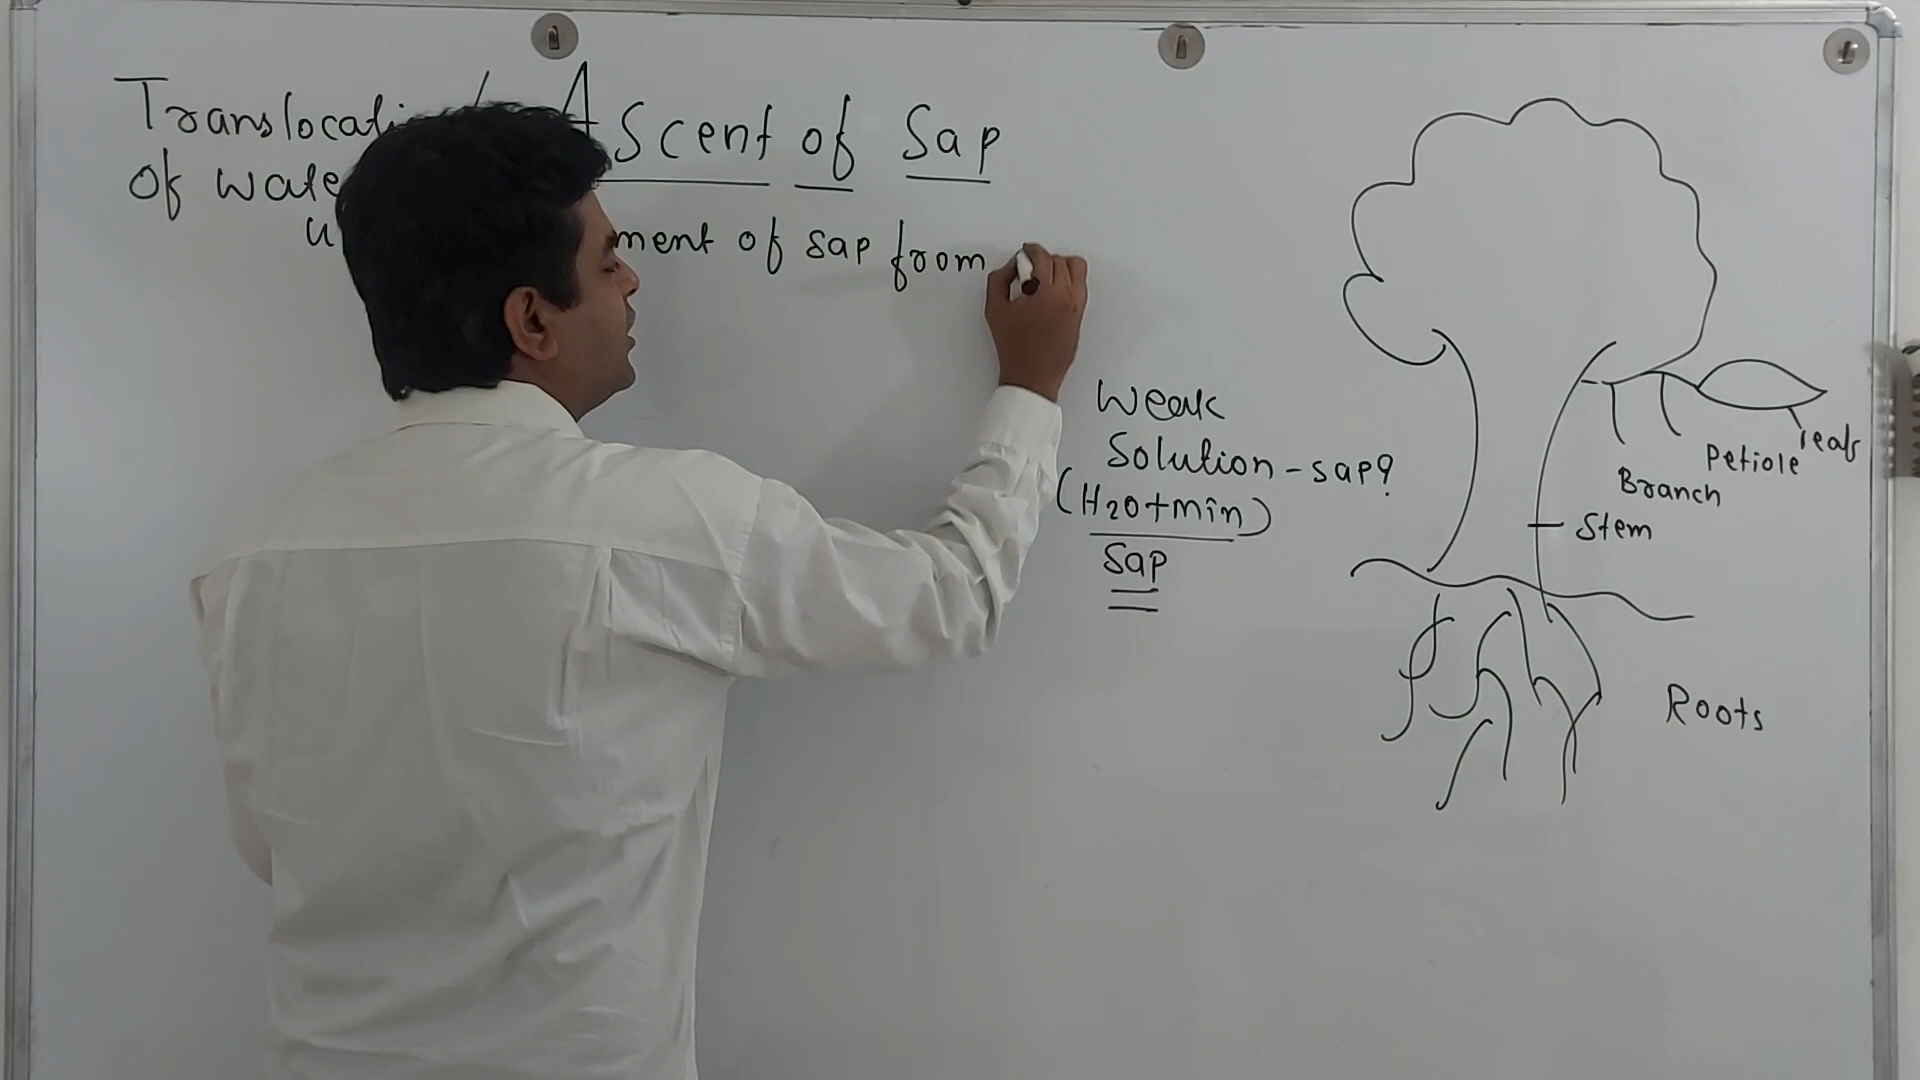 Translocati / Ascent of Sap
Of wate
ment of sap from
Weak
Solution - sap?
(H2O+min)
Sap
leaf
Petiole
Branch
Stem
Roots